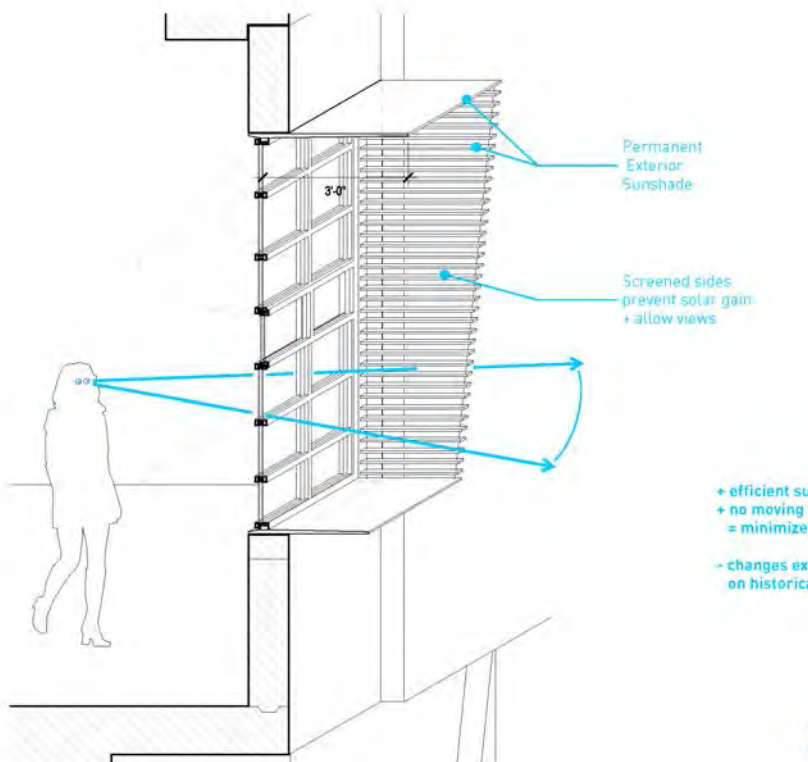 Permanent
Exterior
Sunshade
3'-0"
Screened sides
prevent solar gain
+ allow views
+ efficient su
+ no moving
= minimize
- changes ex
on historica